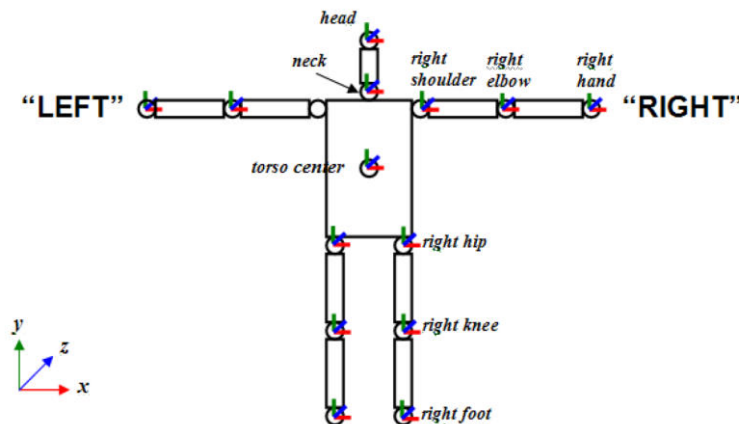 head
neck
right
shoulder
right
elbow
right
hand
“LEFT”
“RIGHT”
torso center
right hip
right knee
right foot
y
z
x